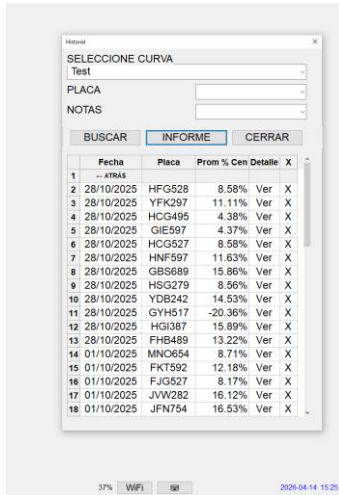 Historial
SELECCIONE CURVA
Test
PLACA
NOTAS
BUSCAR INFORME CERRAR
Fecha Placa Prom % Cen Detalle X
1 --- ATRÁS
2 28/10/2025 HFG528 8.58% Ver X
3 28/10/2025 YFK297 11.11% Ver X
4 28/10/2025 HCG495 4.38% Ver X
5 28/10/2025 GIE597 4.37% Ver X
6 28/10/2025 HCG527 8.58% Ver X
7 28/10/2025 HNF597 11.63% Ver X
8 28/10/2025 GBS689 15.86% Ver X
9 28/10/2025 HSG279 8.56% Ver X
10 28/10/2025 YDB242 14.53% Ver X
11 28/10/2025 GYH517 -20.36% Ver X
12 28/10/2025 HGI387 15.89% Ver X
13 28/10/2025 FHB489 13.22% Ver X
14 01/10/2025 MNO654 8.71% Ver X
15 01/10/2025 FKT592 12.18% Ver X
16 01/10/2025 FJG527 8.17% Ver X
17 01/10/2025 JVW282 16.12% Ver X
18 01/10/2025 JFN754 16.53% Ver X
37% WiFi 2026-04-14 15:25